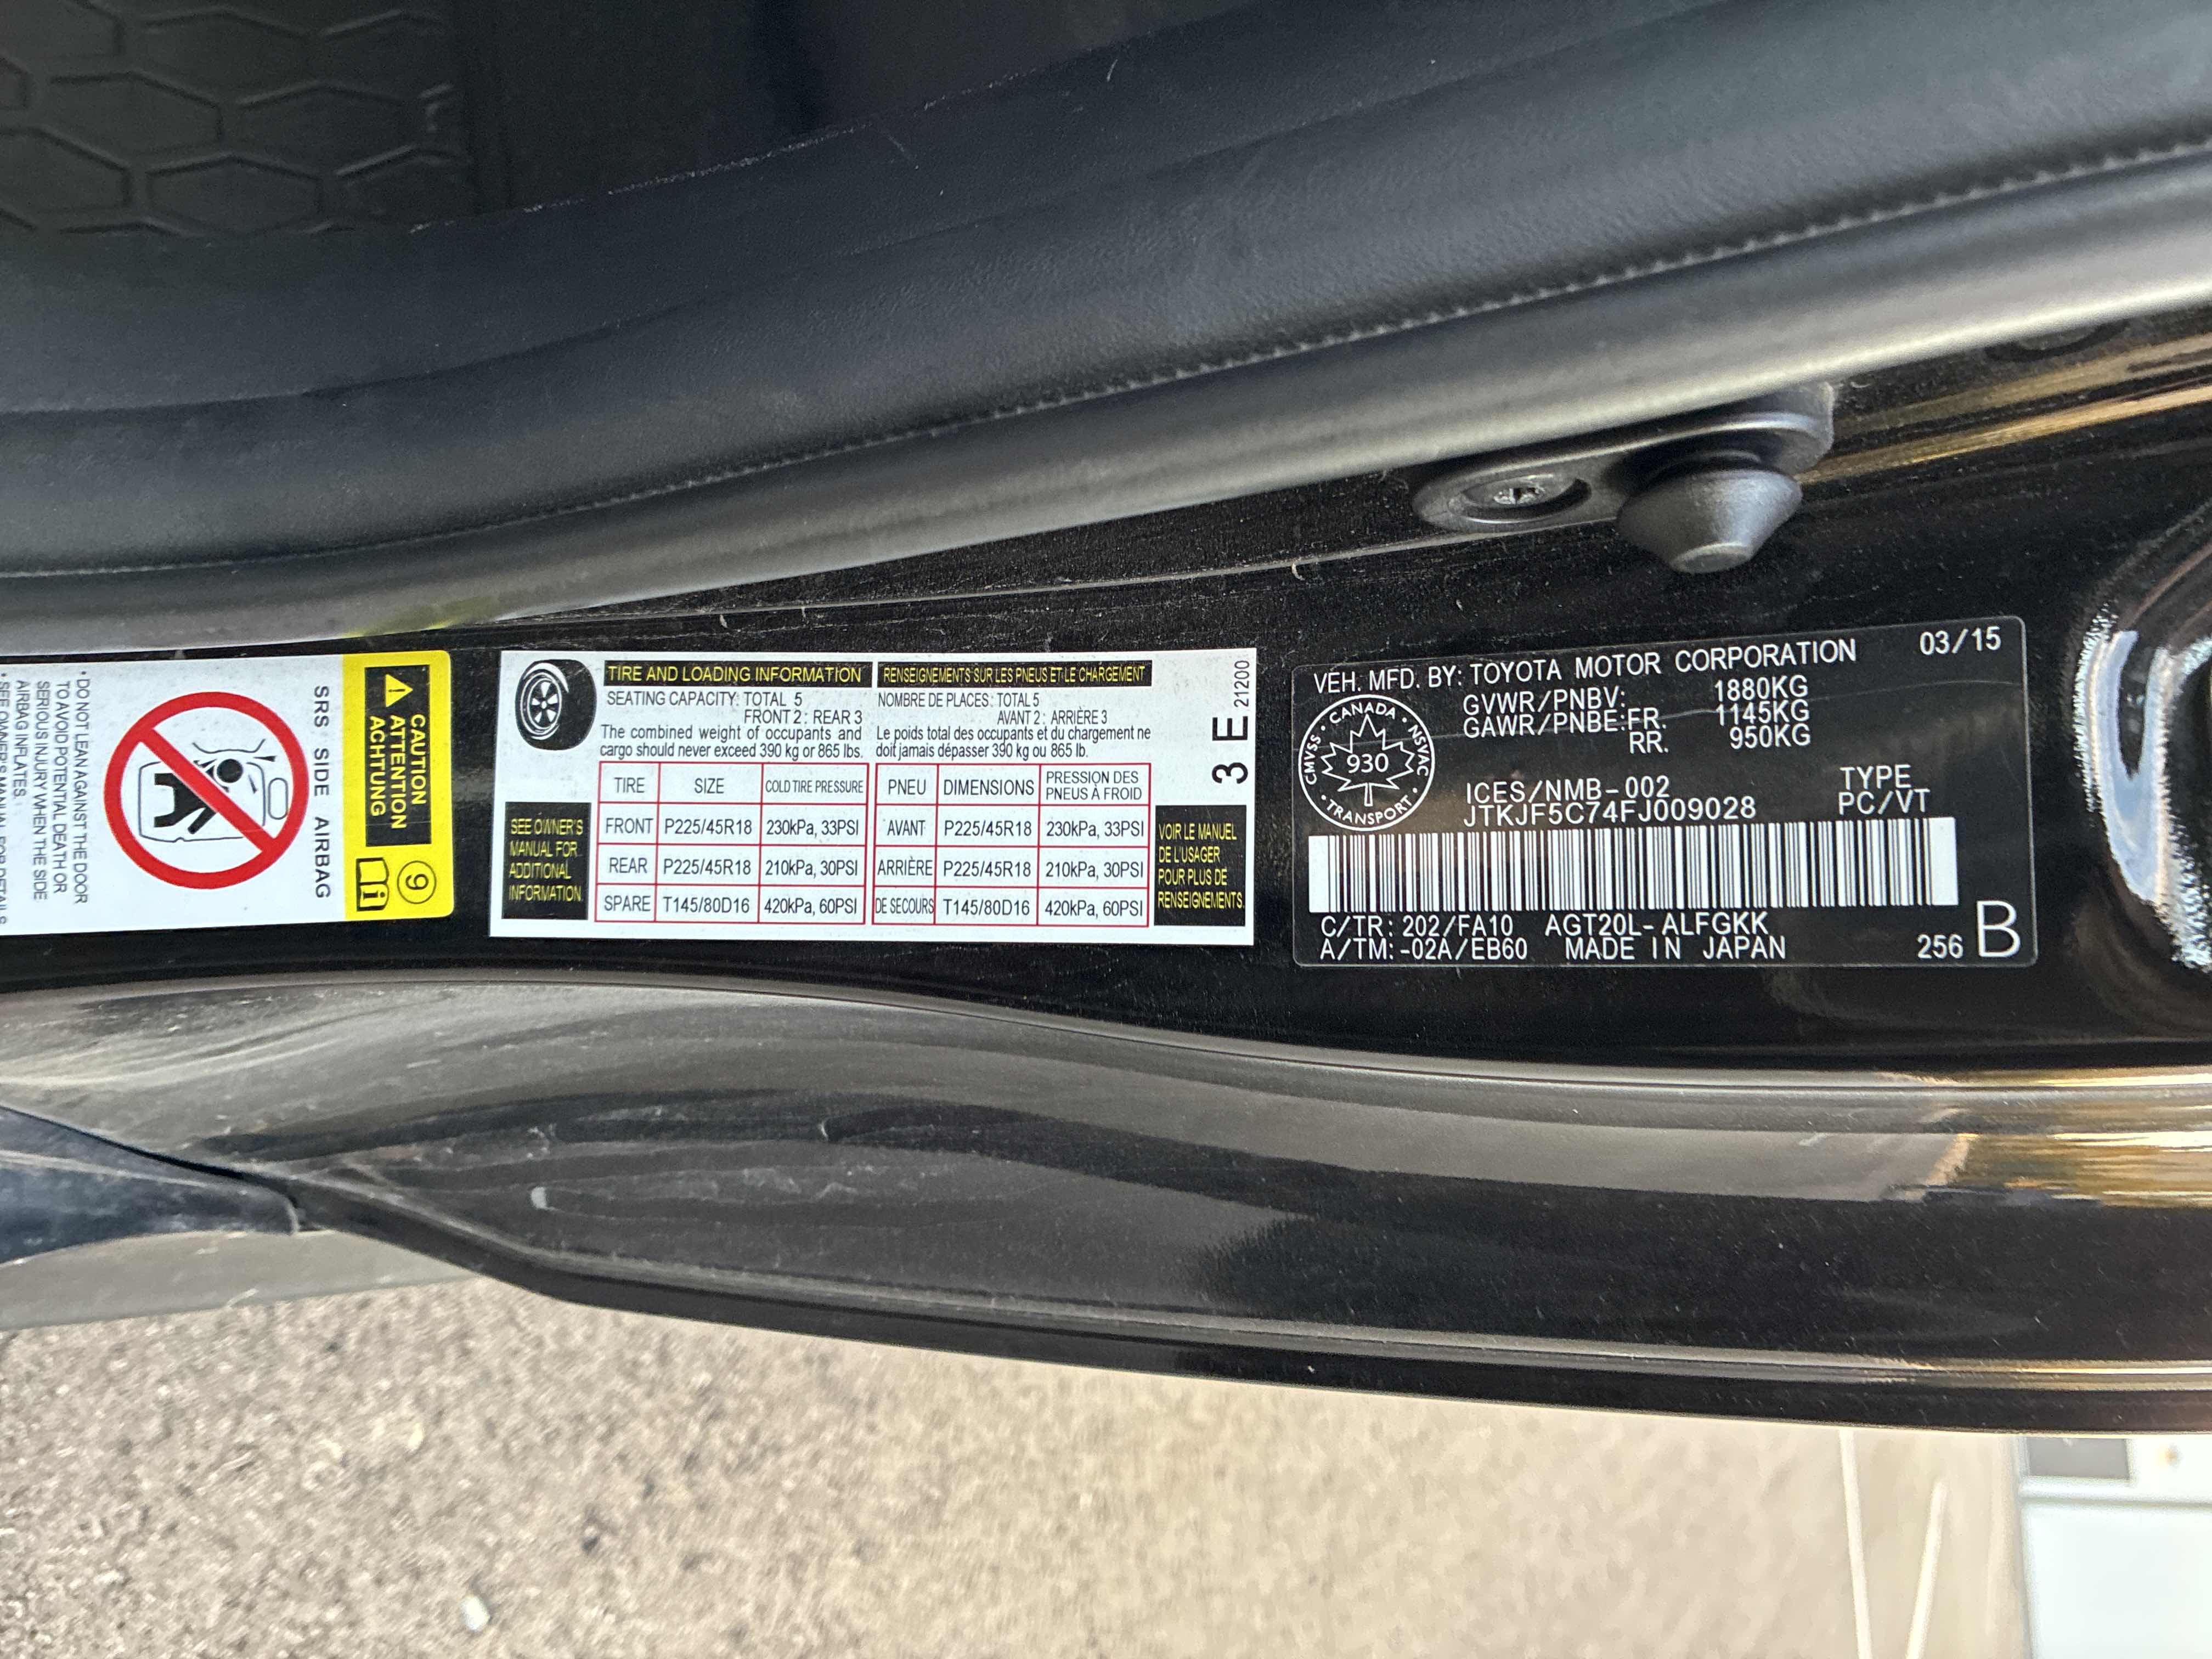 CAUTION
ATTENTION
ACHTUNG
9
i
SRS SIDE AIRBAG
• DO NOT LEAN AGAINST THE DOOR
TO AVOID POTENTIAL DEATH OR
SERIOUS INJURY WHEN THE SIDE
AIRBAG INFLATES.
• SEE OWNER'S MANUAL FOR DETAILS
TIRE AND LOADING INFORMATION
SEATING CAPACITY: TOTAL 5
FRONT 2 : REAR 3
The combined weight of occupants and
cargo should never exceed 390 kg or 865 lbs.
TIRE SIZE COLD TIRE PRESSURE
FRONT P225/45R18 230kPa, 33PSI
REAR P225/45R18 210kPa, 30PSI
SPARE T145/80D16 420kPa, 60PSI
SEE OWNER'S
MANUAL FOR
ADDITIONAL
INFORMATION
RENSEIGNEMENTS SUR LES PNEUS ET LE CHARGEMENT
NOMBRE DE PLACES : TOTAL 5
AVANT 2 : ARRIÈRE 3
Le poids total des occupants et du chargement ne
doit jamais dépasser 390 kg ou 865 lb.
PNEU DIMENSIONS PRESSION DES
PNEUS À FROID
AVANT P225/45R18 230kPa, 33PSI
ARRIÈRE P225/45R18 210kPa, 30PSI
DE SECOURS T145/80D16 420kPa, 60PSI
VOIR LE MANUEL
DE L'USAGER
POUR PLUS DE
RENSEIGNEMENTS
3 E 21200
VEH. MFD. BY: TOYOTA MOTOR CORPORATION 03/15
GVWR/PNBV: 1880KG
GAWR/PNBE:FR. 1145KG
RR. 950KG
CANADA
CMVSS 930 NSVAC
TRANSPORT
ICES/NMB-002 TYPE
JTKJF5C74FJ009028 PC/VT
C/TR: 202/FA10 AGT20L-ALFGKK
A/TM: -02A/EB60 MADE IN JAPAN 256 B